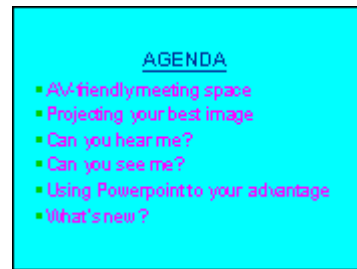 AGENDA
AV-friendly meeting space
Projecting your best image
Can you hear me?
Can you see me?
Using Powerpoint to your advantage
What's new?